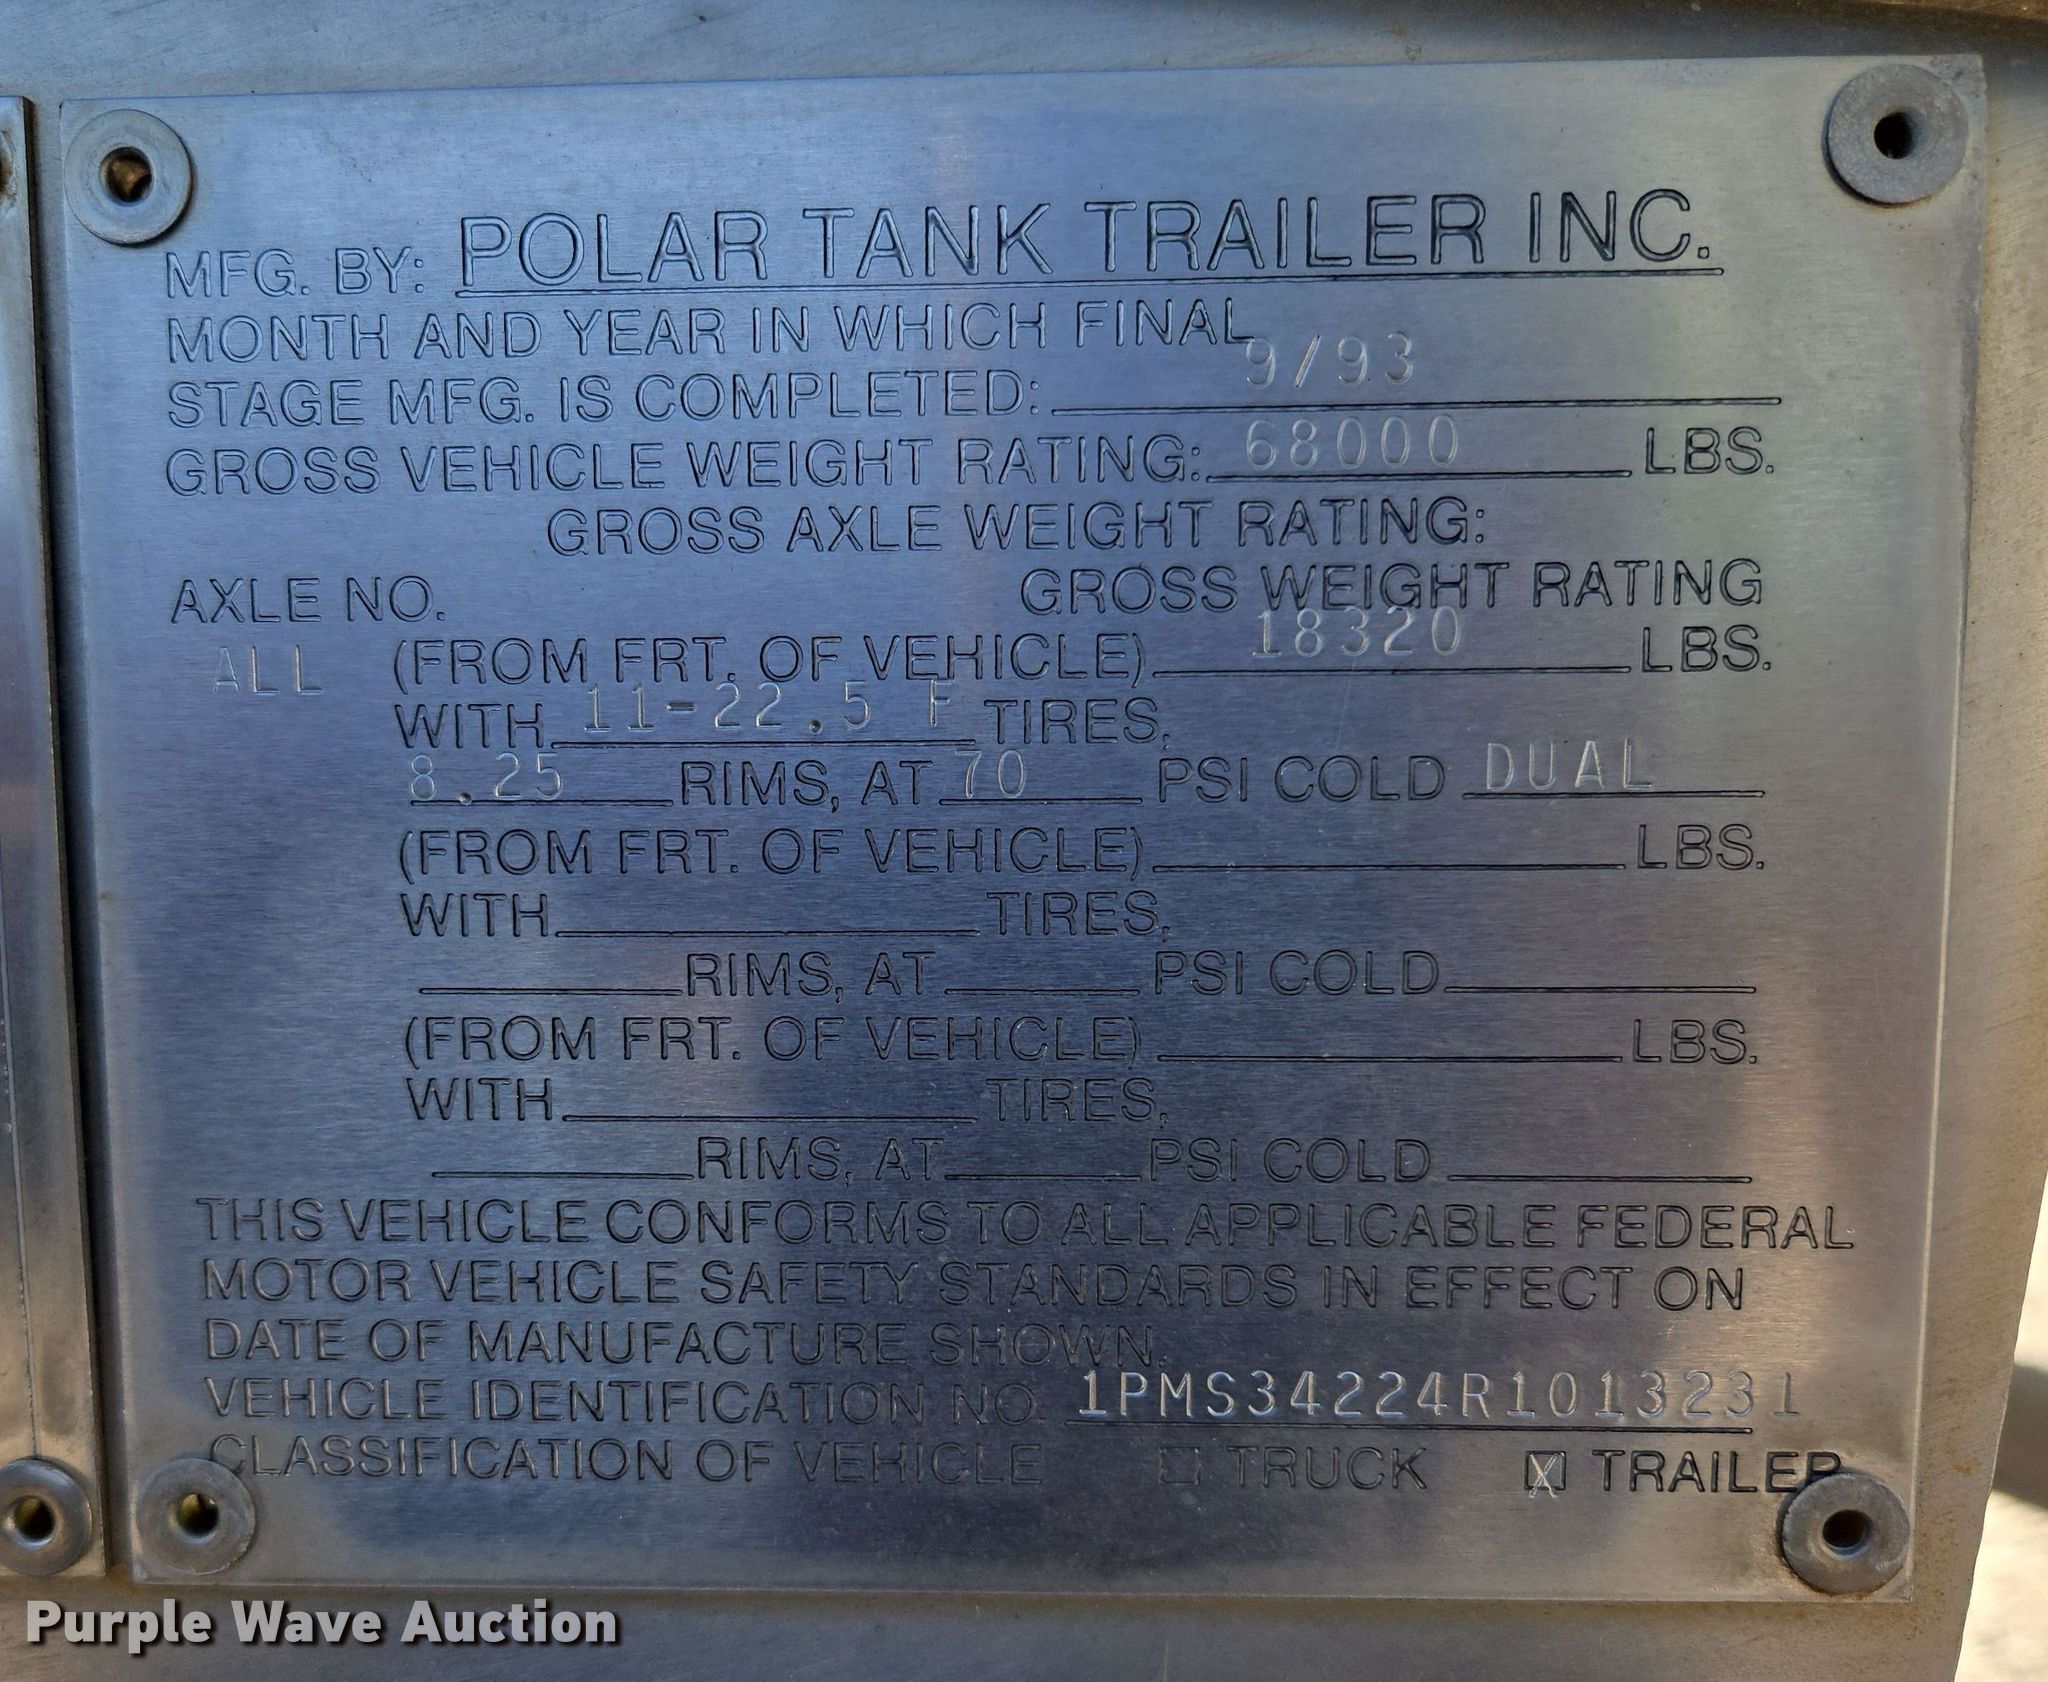 MFG. BY: POLAR TANK TRAILER INC.
MONTH AND YEAR IN WHICH FINAL
STAGE MFG. IS COMPLETED: 9/93
GROSS VEHICLE WEIGHT RATING: 68000 LBS.
GROSS AXLE WEIGHT RATING:
AXLE NO. GROSS WEIGHT RATING
ALL (FROM FRT. OF VEHICLE) 18320 LBS.
WITH 11-22.5 F TIRES,
8.25 RIMS, AT 70 PSI COLD DUAL
(FROM FRT. OF VEHICLE) LBS.
WITH TIRES,
RIMS, AT PSI COLD
(FROM FRT. OF VEHICLE) LBS.
WITH TIRES,
RIMS, AT PSI COLD
THIS VEHICLE CONFORMS TO ALL APPLICABLE FEDERAL
MOTOR VEHICLE SAFETY STANDARDS IN EFFECT ON
DATE OF MANUFACTURE SHOWN.
VEHICLE IDENTIFICATION NO. 1PMS34224R1013231
CLASSIFICATION OF VEHICLE ☐ TRUCK ☒ TRAILER
Purple Wave Auction